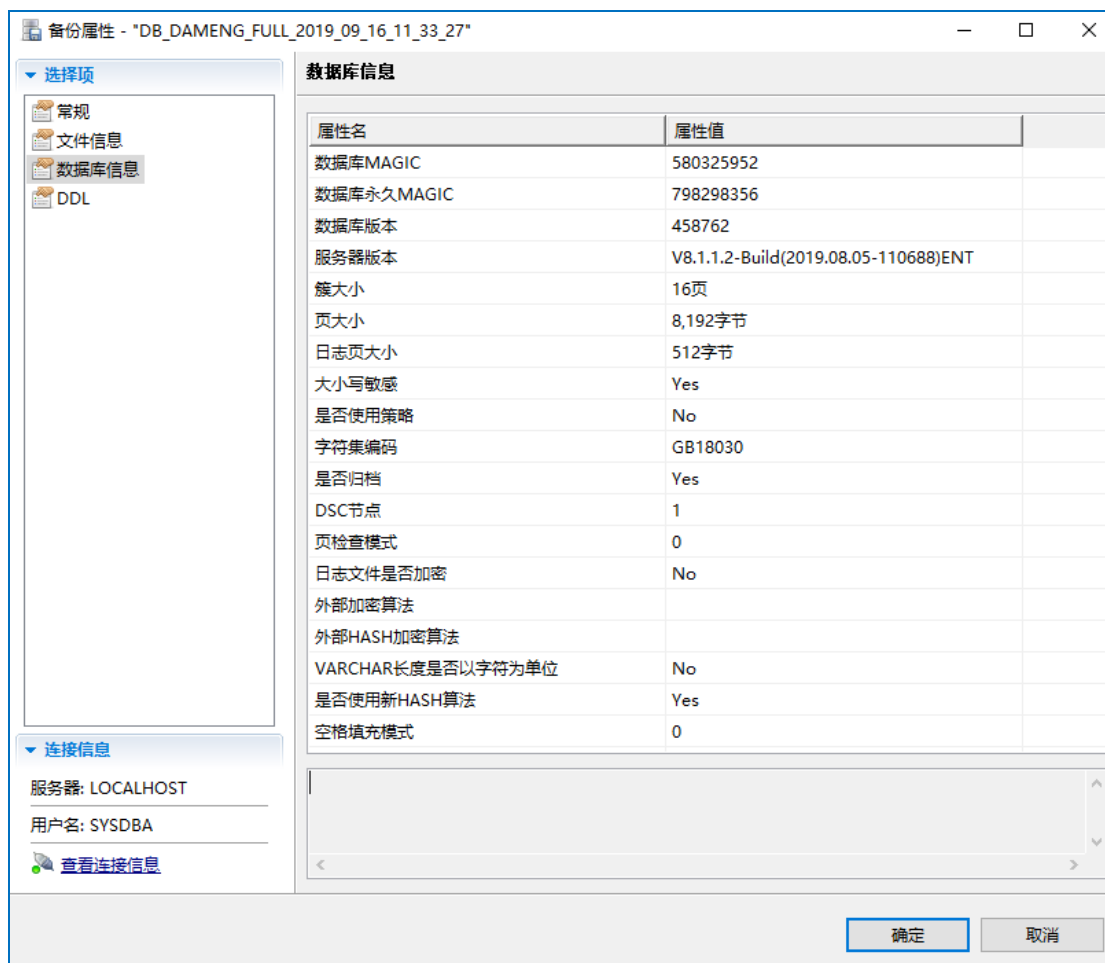 备份属性 - "DB_DAMENG_FULL_2019_09_16_11_33_27"
选择项
常规
文件信息
数据库信息
DDL
数据库信息
属性名 属性值
数据库MAGIC 580325952
数据库永久MAGIC 798298356
数据库版本 458762
服务器版本 V8.1.1.2-Build(2019.08.05-110688)ENT
簇大小 16页
页大小 8,192字节
日志页大小 512字节
大小写敏感 Yes
是否使用策略 No
字符集编码 GB18030
是否归档 Yes
DSC节点 1
页检查模式 0
日志文件是否加密 No
外部加密算法
外部HASH加密算法
VARCHAR长度是否以字符为单位 No
是否使用新HASH算法 Yes
空格填充模式 0
连接信息
服务器: LOCALHOST
用户名: SYSDBA
查看连接信息
确定 取消